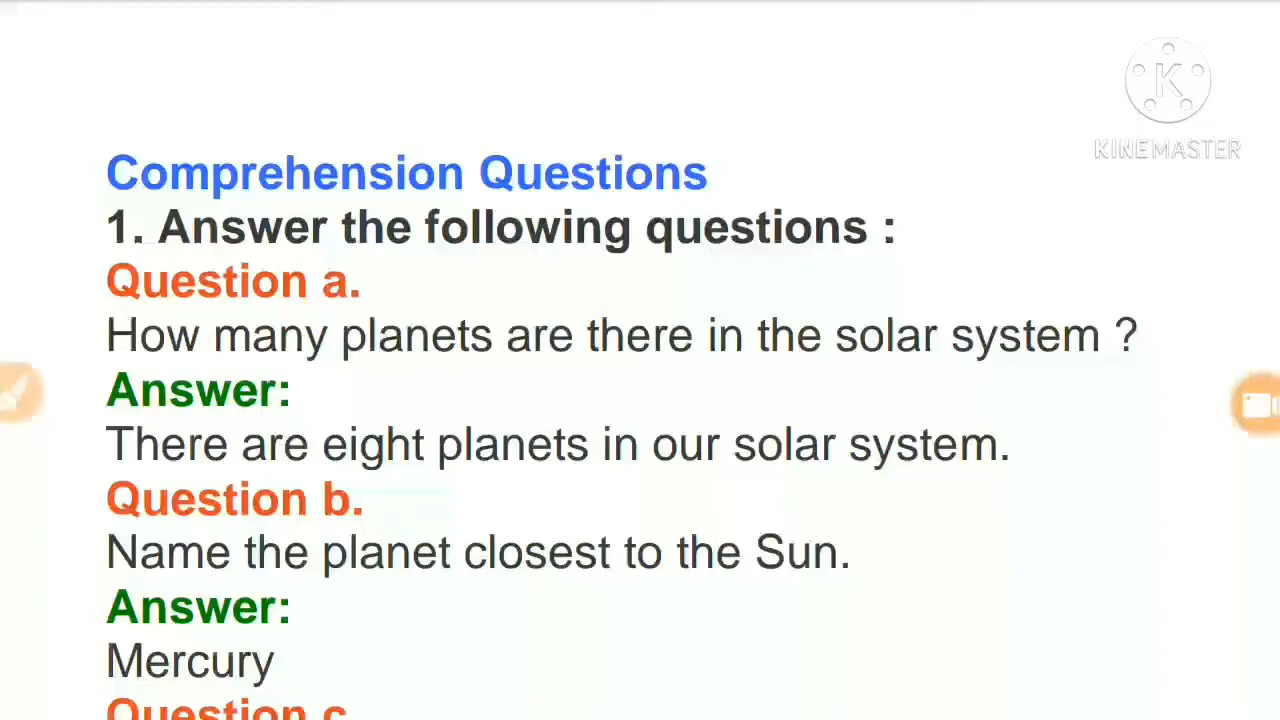 K
KINEMASTER
Comprehension Questions
1. Answer the following questions :
Question a.
How many planets are there in the solar system ?
Answer:
There are eight planets in our solar system.
Question b.
Name the planet closest to the Sun.
Answer:
Mercury
Question c